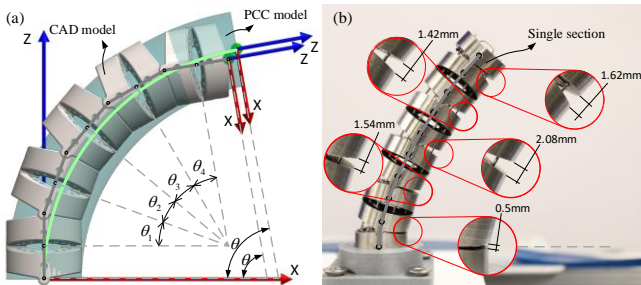 (a)
CAD model
PCC model
Z
Z
Z
X
X
θ4
θ3
θ2
θ1
θ
θ
X
(b)
Single section
1.42mm
1.62mm
1.54mm
2.08mm
0.5mm